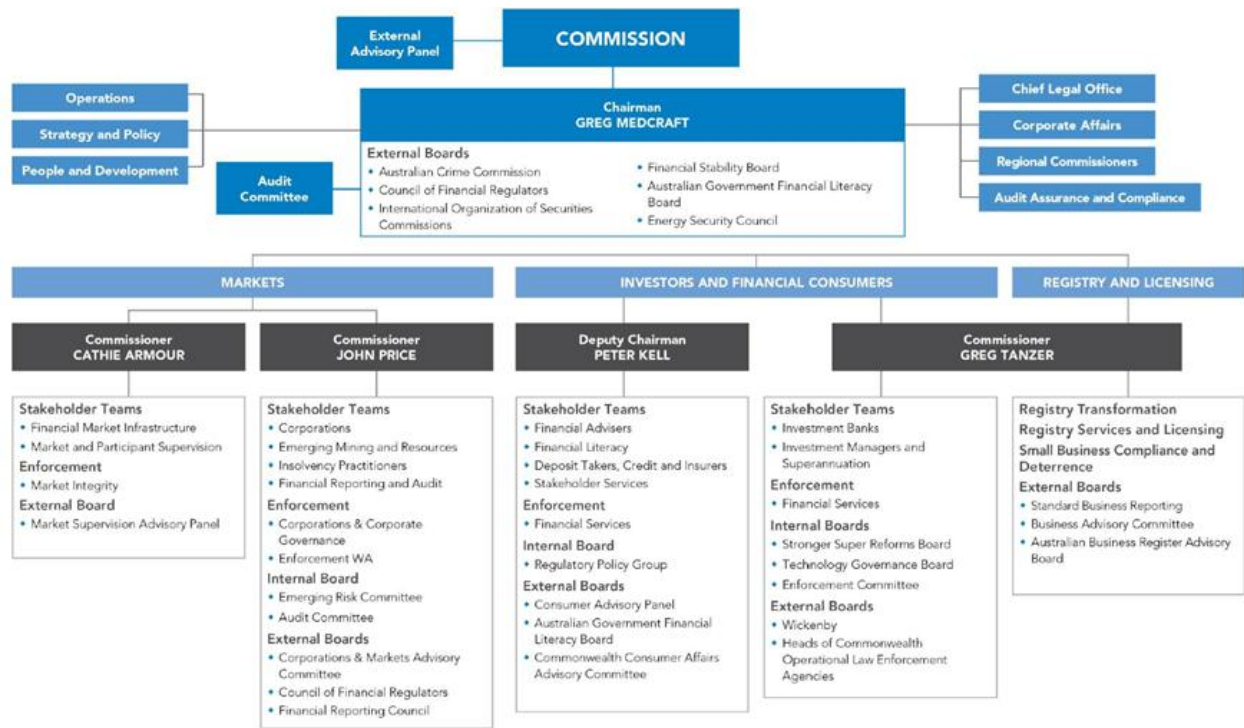 External
Advisory Panel
COMMISSION
Operations
Strategy and Policy
People and Development
Chairman
GREG MEDCRAFT
External Boards
• Australian Crime Commission
• Council of Financial Regulators
• International Organization of Securities
Commissions
• Financial Stability Board
• Australian Government Financial Literacy
Board
• Energy Security Council
Audit
Committee
Chief Legal Office
Corporate Affairs
Regional Commissioners
Audit Assurance and Compliance
MARKETS
INVESTORS AND FINANCIAL CONSUMERS
REGISTRY AND LICENSING
Commissioner
CATHIE ARMOUR
Commissioner
JOHN PRICE
Deputy Chairman
PETER KELL
Commissioner
GREG TANZER
Stakeholder Teams
• Financial Market Infrastructure
• Market and Participant Supervision
Enforcement
• Market Integrity
External Board
• Market Supervision Advisory Panel
Stakeholder Teams
• Corporations
• Emerging Mining and Resources
• Insolvency Practitioners
• Financial Reporting and Audit
Enforcement
• Corporations & Corporate
Governance
• Enforcement WA
Internal Board
• Emerging Risk Committee
• Audit Committee
External Boards
• Corporations & Markets Advisory
Committee
• Council of Financial Regulators
• Financial Reporting Council
Stakeholder Teams
• Financial Advisers
• Financial Literacy
• Deposit Takers, Credit and Insurers
• Stakeholder Services
Enforcement
• Financial Services
Internal Board
• Regulatory Policy Group
External Boards
• Consumer Advisory Panel
• Australian Government Financial
Literacy Board
• Commonwealth Consumer Affairs
Advisory Committee
Stakeholder Teams
• Investment Banks
• Investment Managers and
Superannuation
Enforcement
• Financial Services
Internal Boards
• Stronger Super Reforms Board
• Technology Governance Board
• Enforcement Committee
External Boards
• Wickenby
• Heads of Commonwealth
Operational Law Enforcement
Agencies
Registry Transformation
Registry Services and Licensing
Small Business Compliance and
Deterrence
External Boards
• Standard Business Reporting
• Business Advisory Committee
• Australian Business Register Advisory
Board